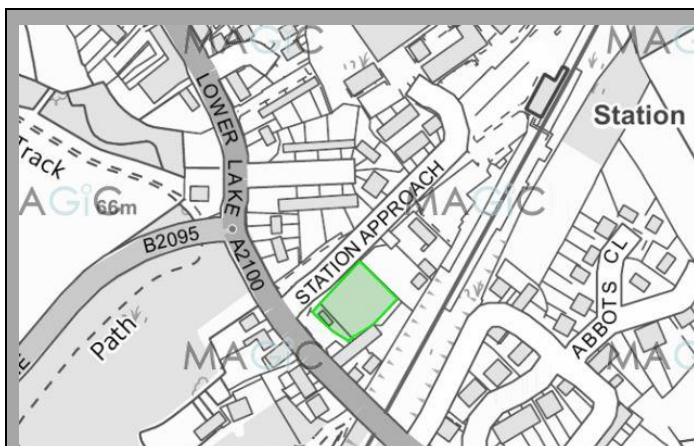 MAGiC
MAGiC
LOWER LAKE
Station
Track
MAGiC
66m
MAGiC
STATION APPROACH
B2095
A2100
ABBOTS CL
Path
MAGiC
MAGiC